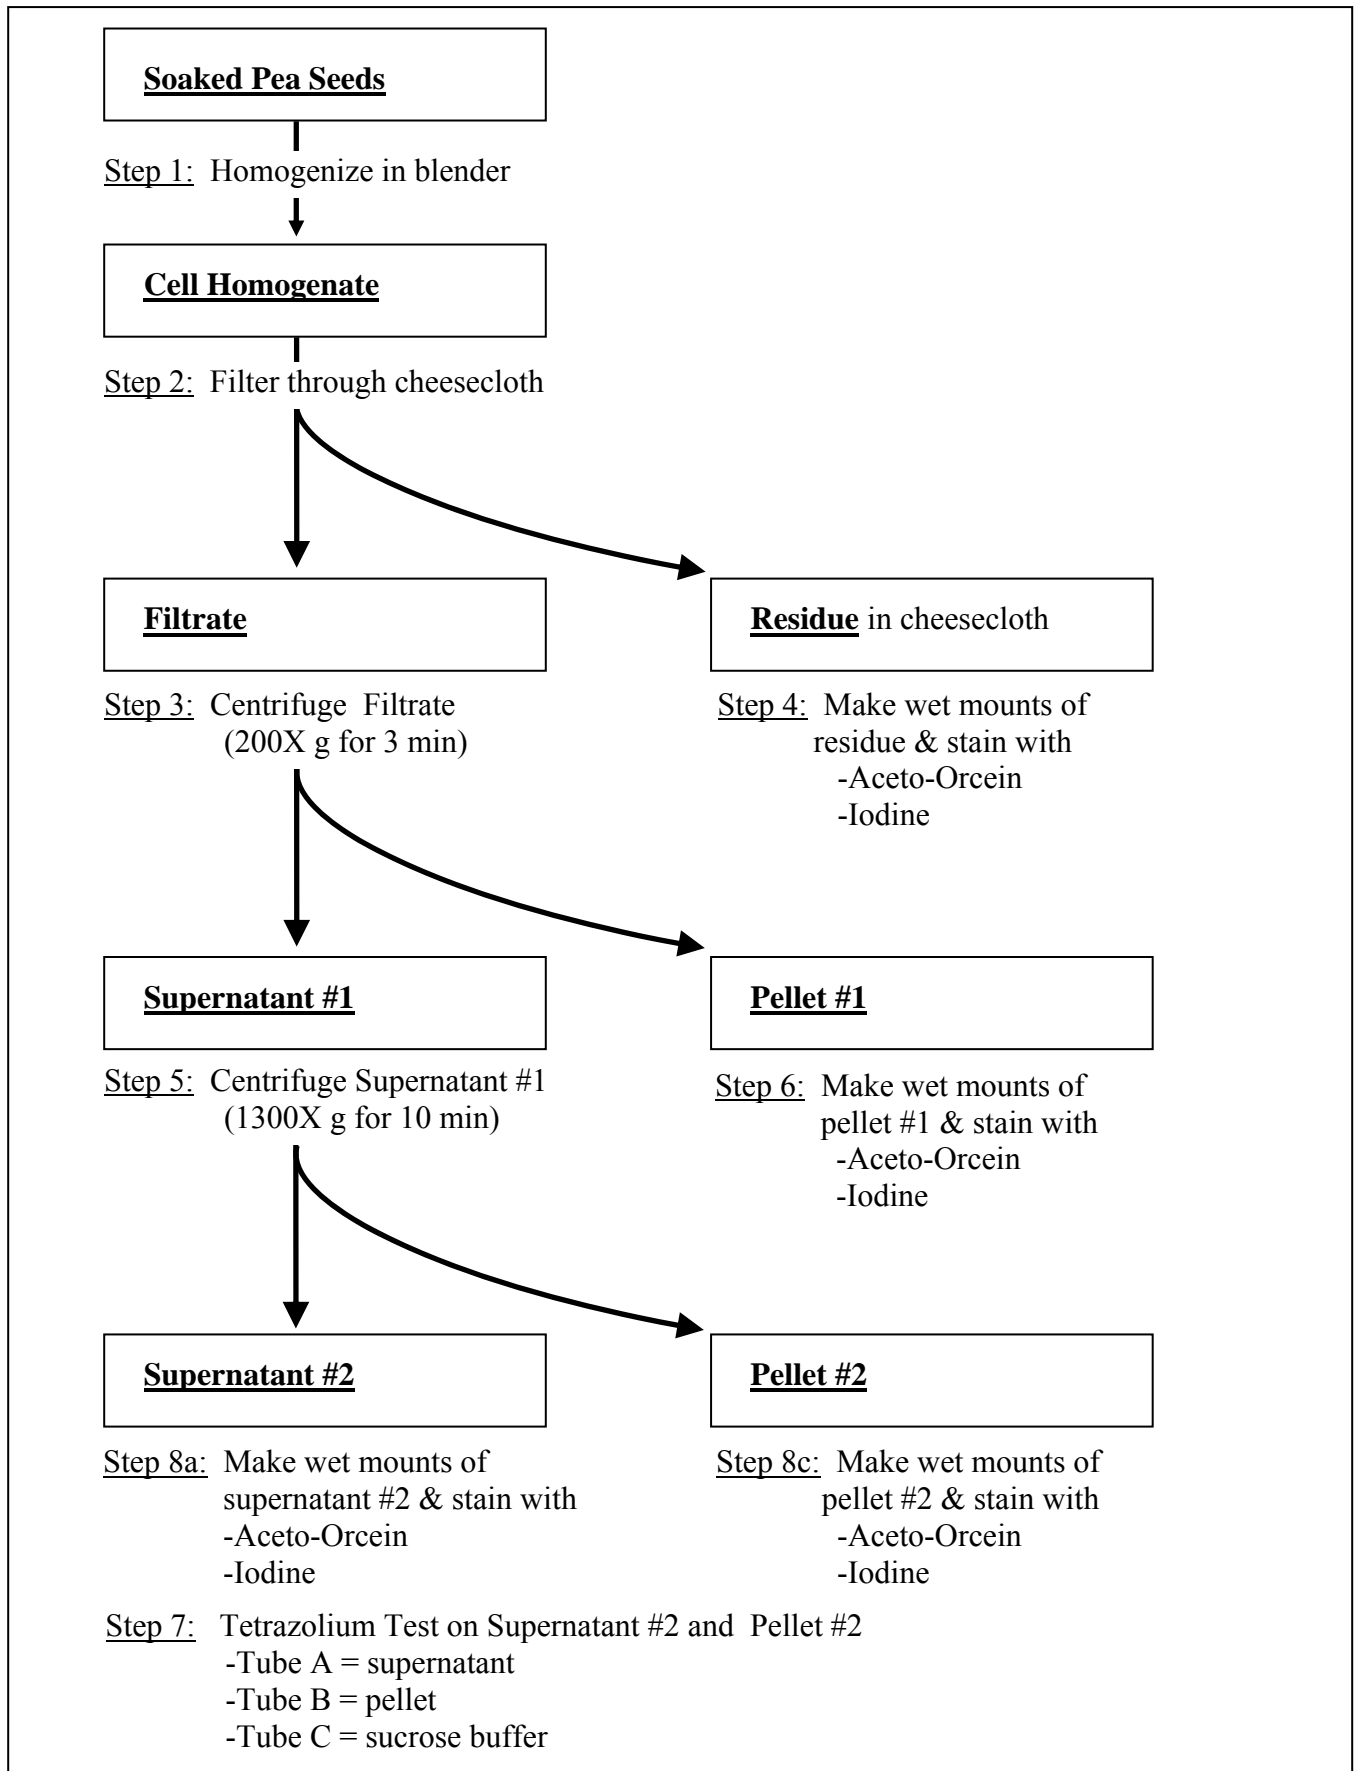 Soaked Pea Seeds
Step 1: Homogenize in blender
Cell Homogenate
Step 2: Filter through cheesecloth
Filtrate
Residue in cheesecloth
Step 3: Centrifuge Filtrate
(200X g for 3 min)
Step 4: Make wet mounts of
residue & stain with
-Aceto-Orcein
-Iodine
Supernatant #1
Pellet #1
Step 5: Centrifuge Supernatant #1
(1300X g for 10 min)
Step 6: Make wet mounts of
pellet #1 & stain with
-Aceto-Orcein
-Iodine
Supernatant #2
Pellet #2
Step 8a: Make wet mounts of
supernatant #2 & stain with
-Aceto-Orcein
-Iodine
Step 8c: Make wet mounts of
pellet #2 & stain with
-Aceto-Orcein
-Iodine
Step 7: Tetrazolium Test on Supernatant #2 and Pellet #2
-Tube A = supernatant
-Tube B = pellet
-Tube C = sucrose buffer